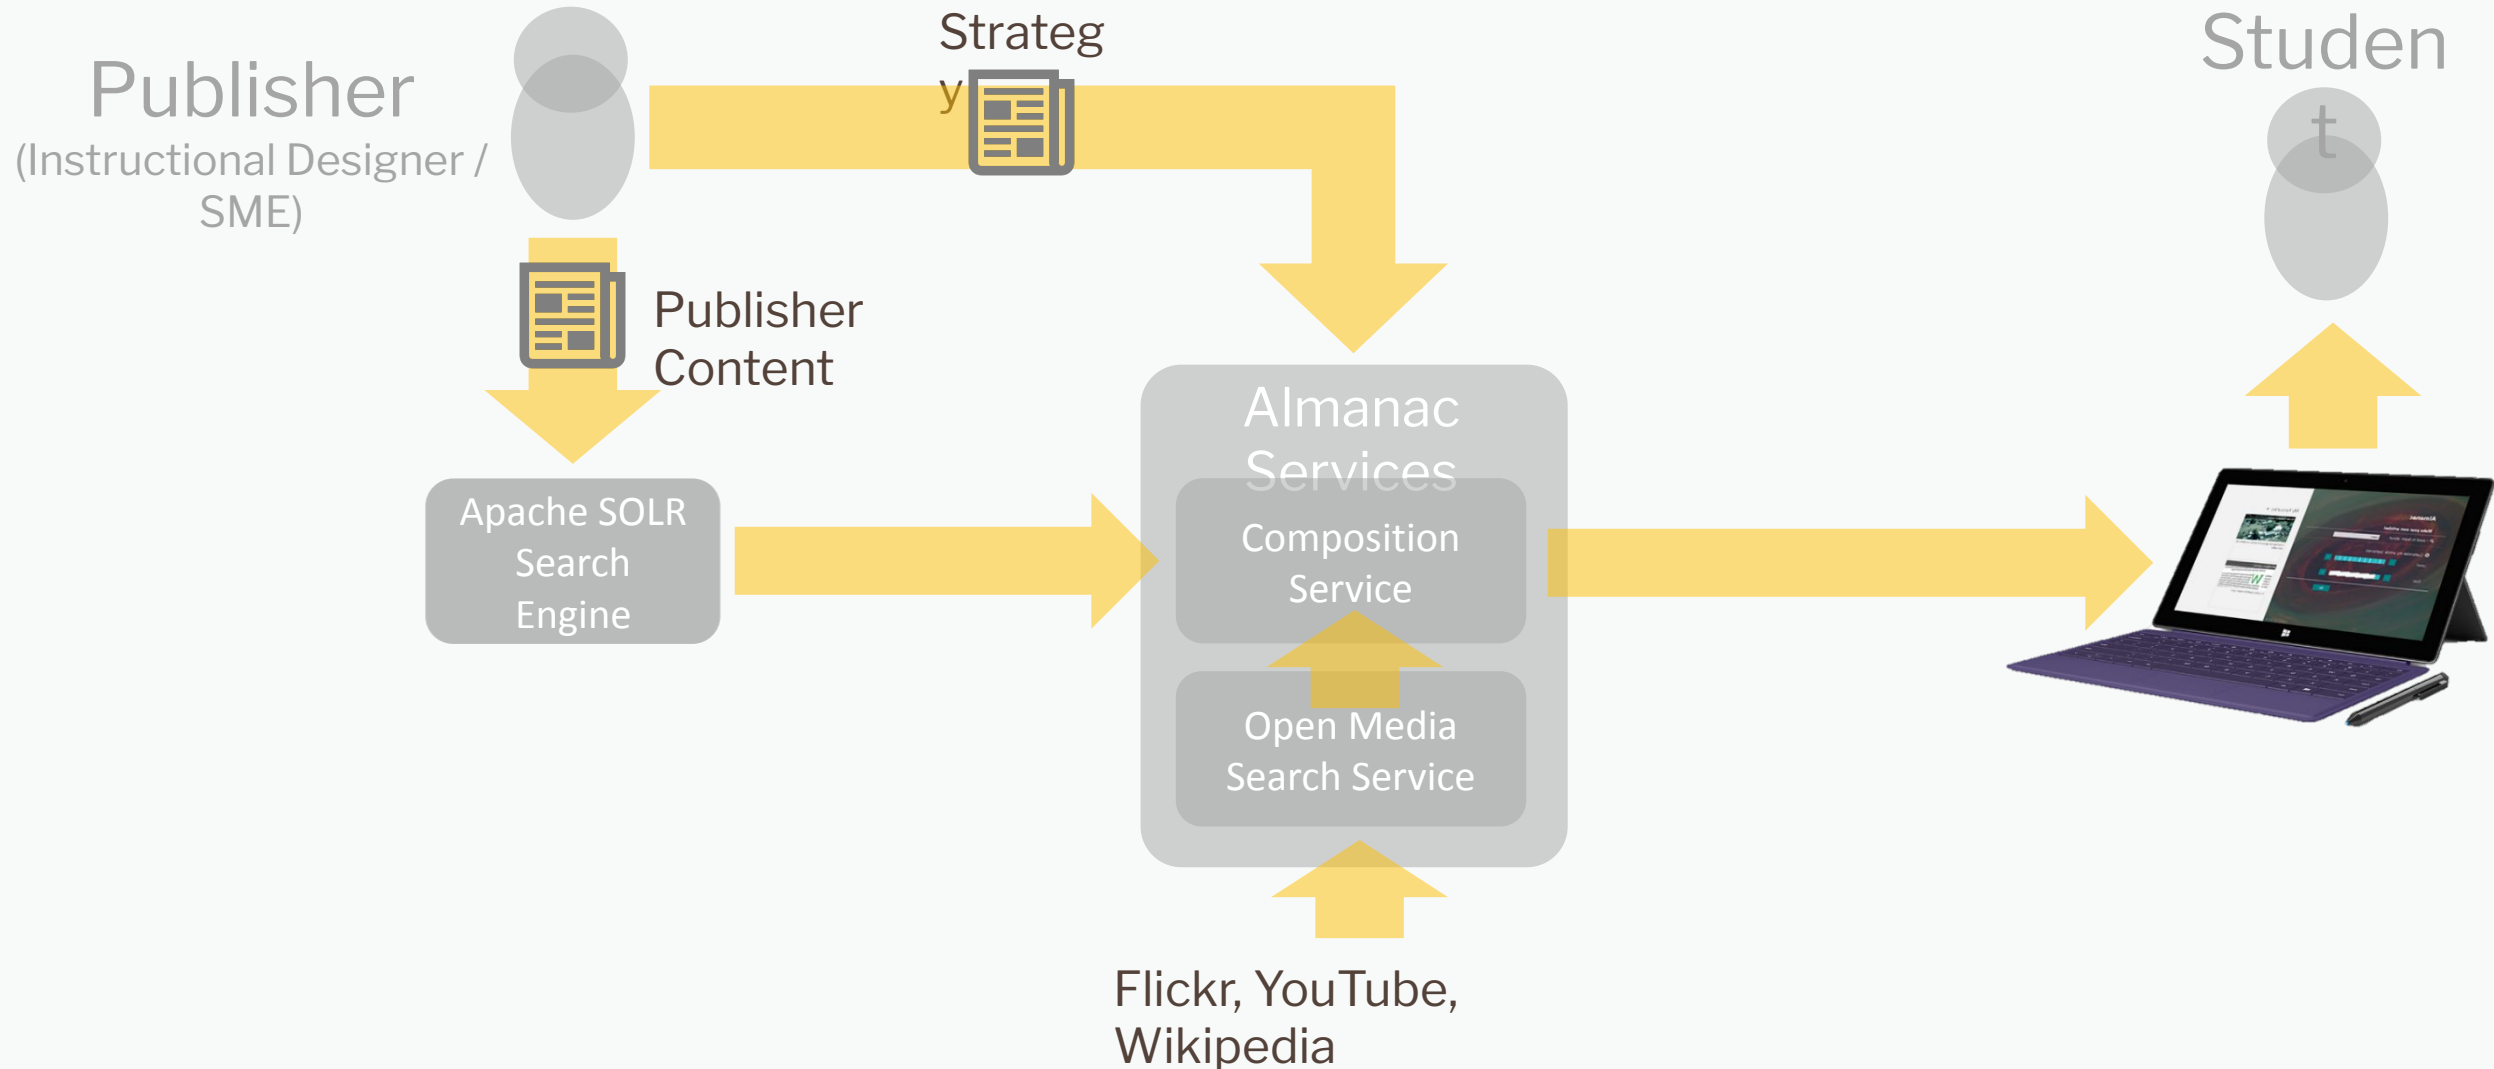 Publisher
(Instructional Designer /
SME)
Strateg
y
Studen
t
Publisher
Content
Almanac
Services
Apache SOLR
Search
Engine
Composition
Service
Open Media
Search Service
Flickr, YouTube,
Wikipedia